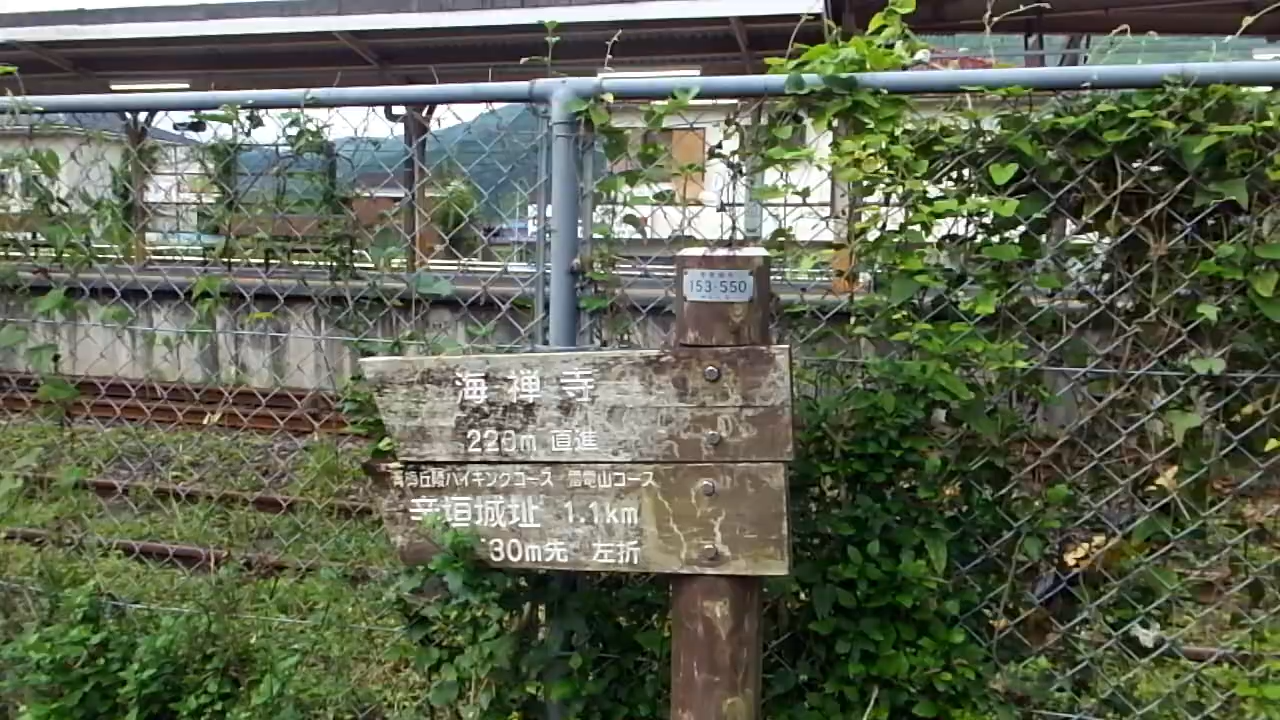 153-550
海禅寺
220m 直進
青梅丘陵ハイキングコース 雷電山コース
辛垣城址 1.1km
30m先 左折